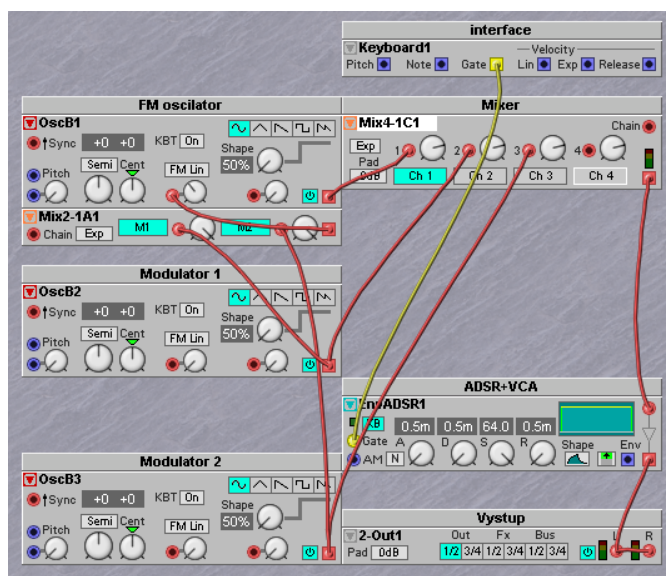 interface
Keyboard1
Velocity
Pitch Note Gate Lin Exp Release
FM oscilator
OscB1
Sync +0 +0 KBT On
Shape
50%
Semi Cent
Pitch
FM Lin
Mix2-1A1
Chain Exp M1 M2
Mixer
Mix4-1C1
Chain
Exp 1 2 3 4
Pad
0dB Ch 1 Ch 2 Ch 3 Ch 4
Modulator 1
OscB2
Sync +0 +0 KBT On
Shape
50%
Semi Cent
Pitch
FM Lin
ADSR+VCA
EnvADSR1
KB 0.5m 0.5m 64.0 0.5m
Gate A D S R Shape Env
AM N
Modulator 2
OscB3
Sync +0 +0 KBT On
Shape
50%
Semi Cent
Pitch
FM Lin
Vystup
2-Out1 Out Fx Bus L R
Pad 0dB 1/2 3/4 1/2 3/4 1/2 3/4